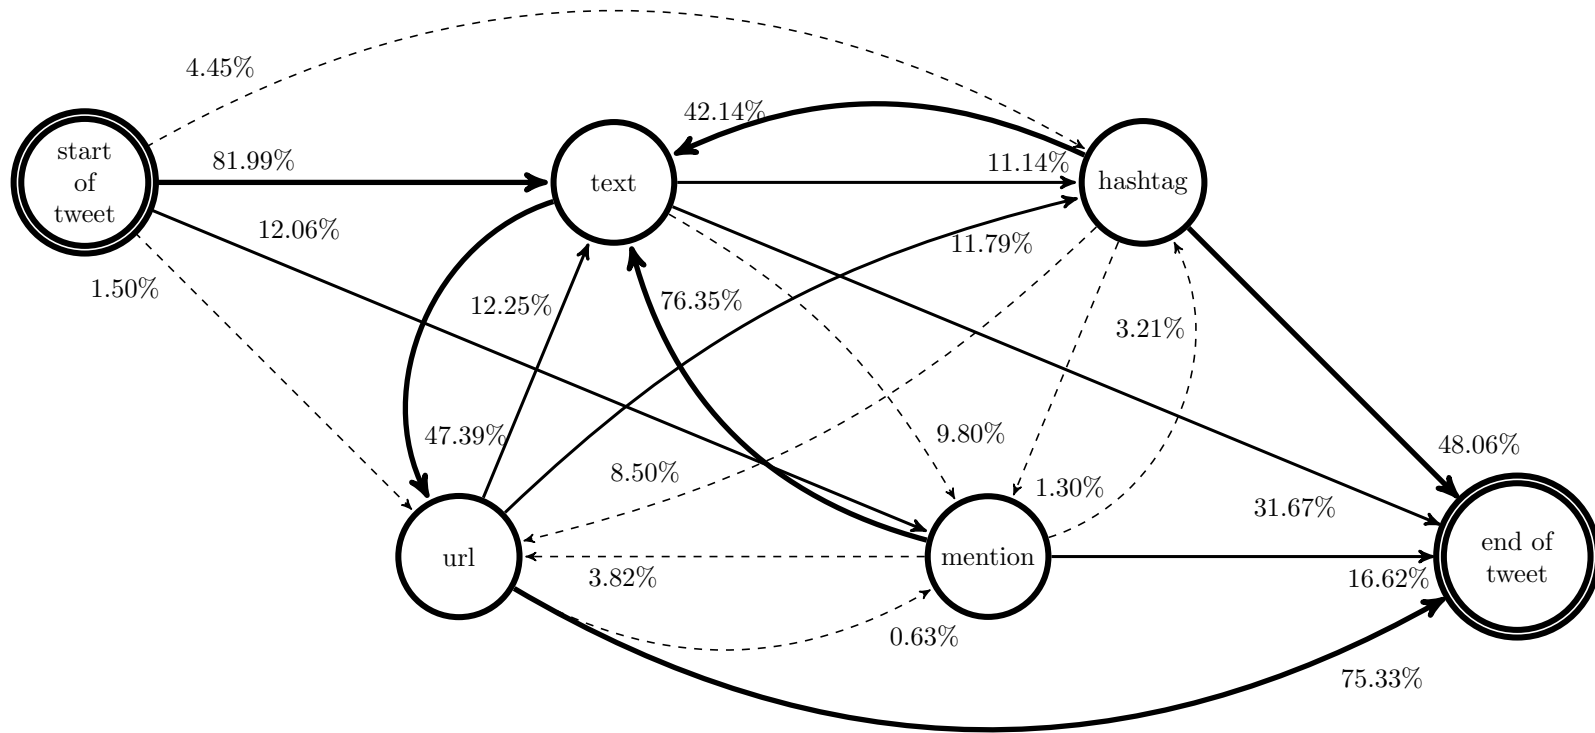 4.45%
start
of
tweet
81.99%
12.06%
1.50%
42.14%
text
11.14%
hashtag
11.79%
12.25%
76.35%
3.21%
47.39%
9.80%
8.50%
1.30%
48.06%
31.67%
url
mention
end of
tweet
3.82%
16.62%
0.63%
75.33%